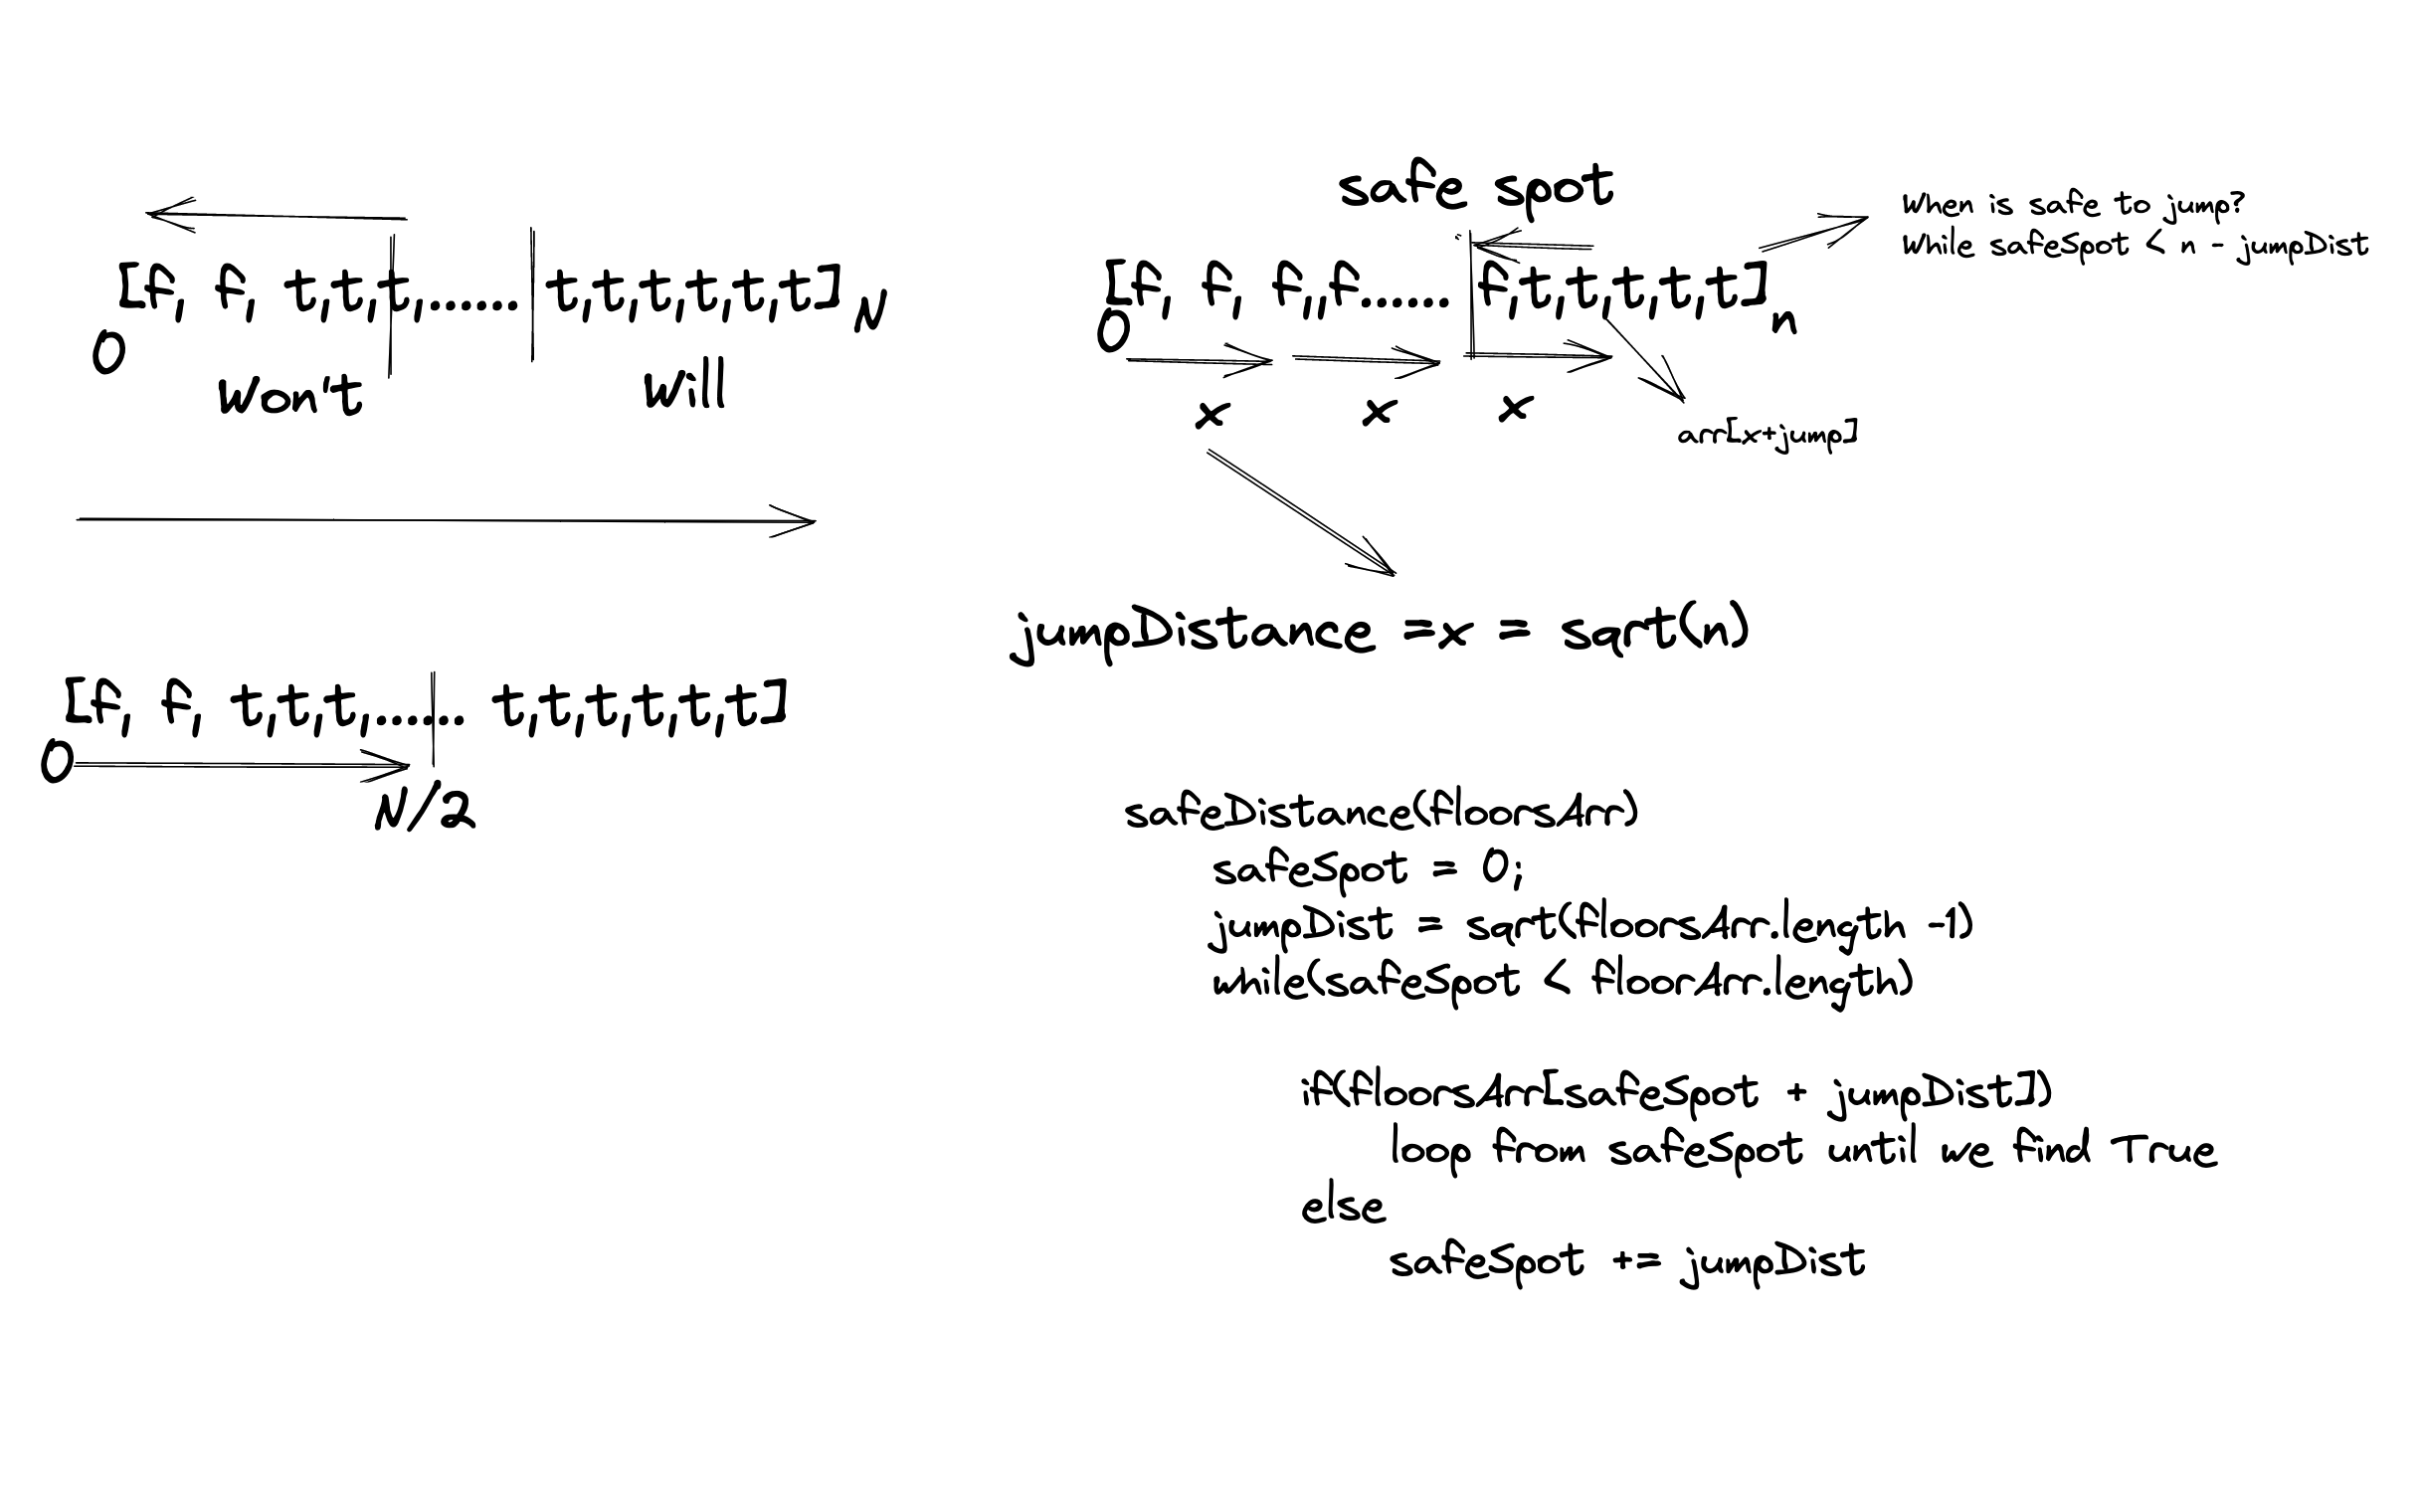 [f, f, t,t,t,...... t,t,t,t,t,t]
0
N
Won't
Will
[f, f, t,t,t,....... t,t,t,t,t,t]
0
N/2
safe spot
[f, f, f,,f...... f,t,t,t,t,t]
0
n
When is safe to jump?
While safeSpot < n - jumpDist
x
x
x
arr[x+jump]
jumpDistance =x = sqrt(n)
safeDistance(floorsArr)
safeSpot = 0;
jumpDist = sqrt(floorsArr.length -1)
while(safeSpot < floorArr.length)
if(floorsArr[safeSpot + jumpDist])
loop from safeSpot until we find True
else
safeSpot += jumpDist